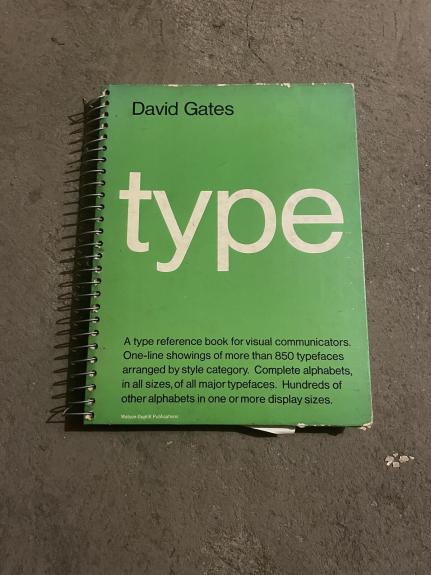 David Gates
type
A type reference book for visual communicators.
One-line showings of more than 850 typefaces
arranged by style category. Complete alphabets,
in all sizes, of all major typefaces. Hundreds of
other alphabets in one or more display sizes.
Watson-Guptill Publications